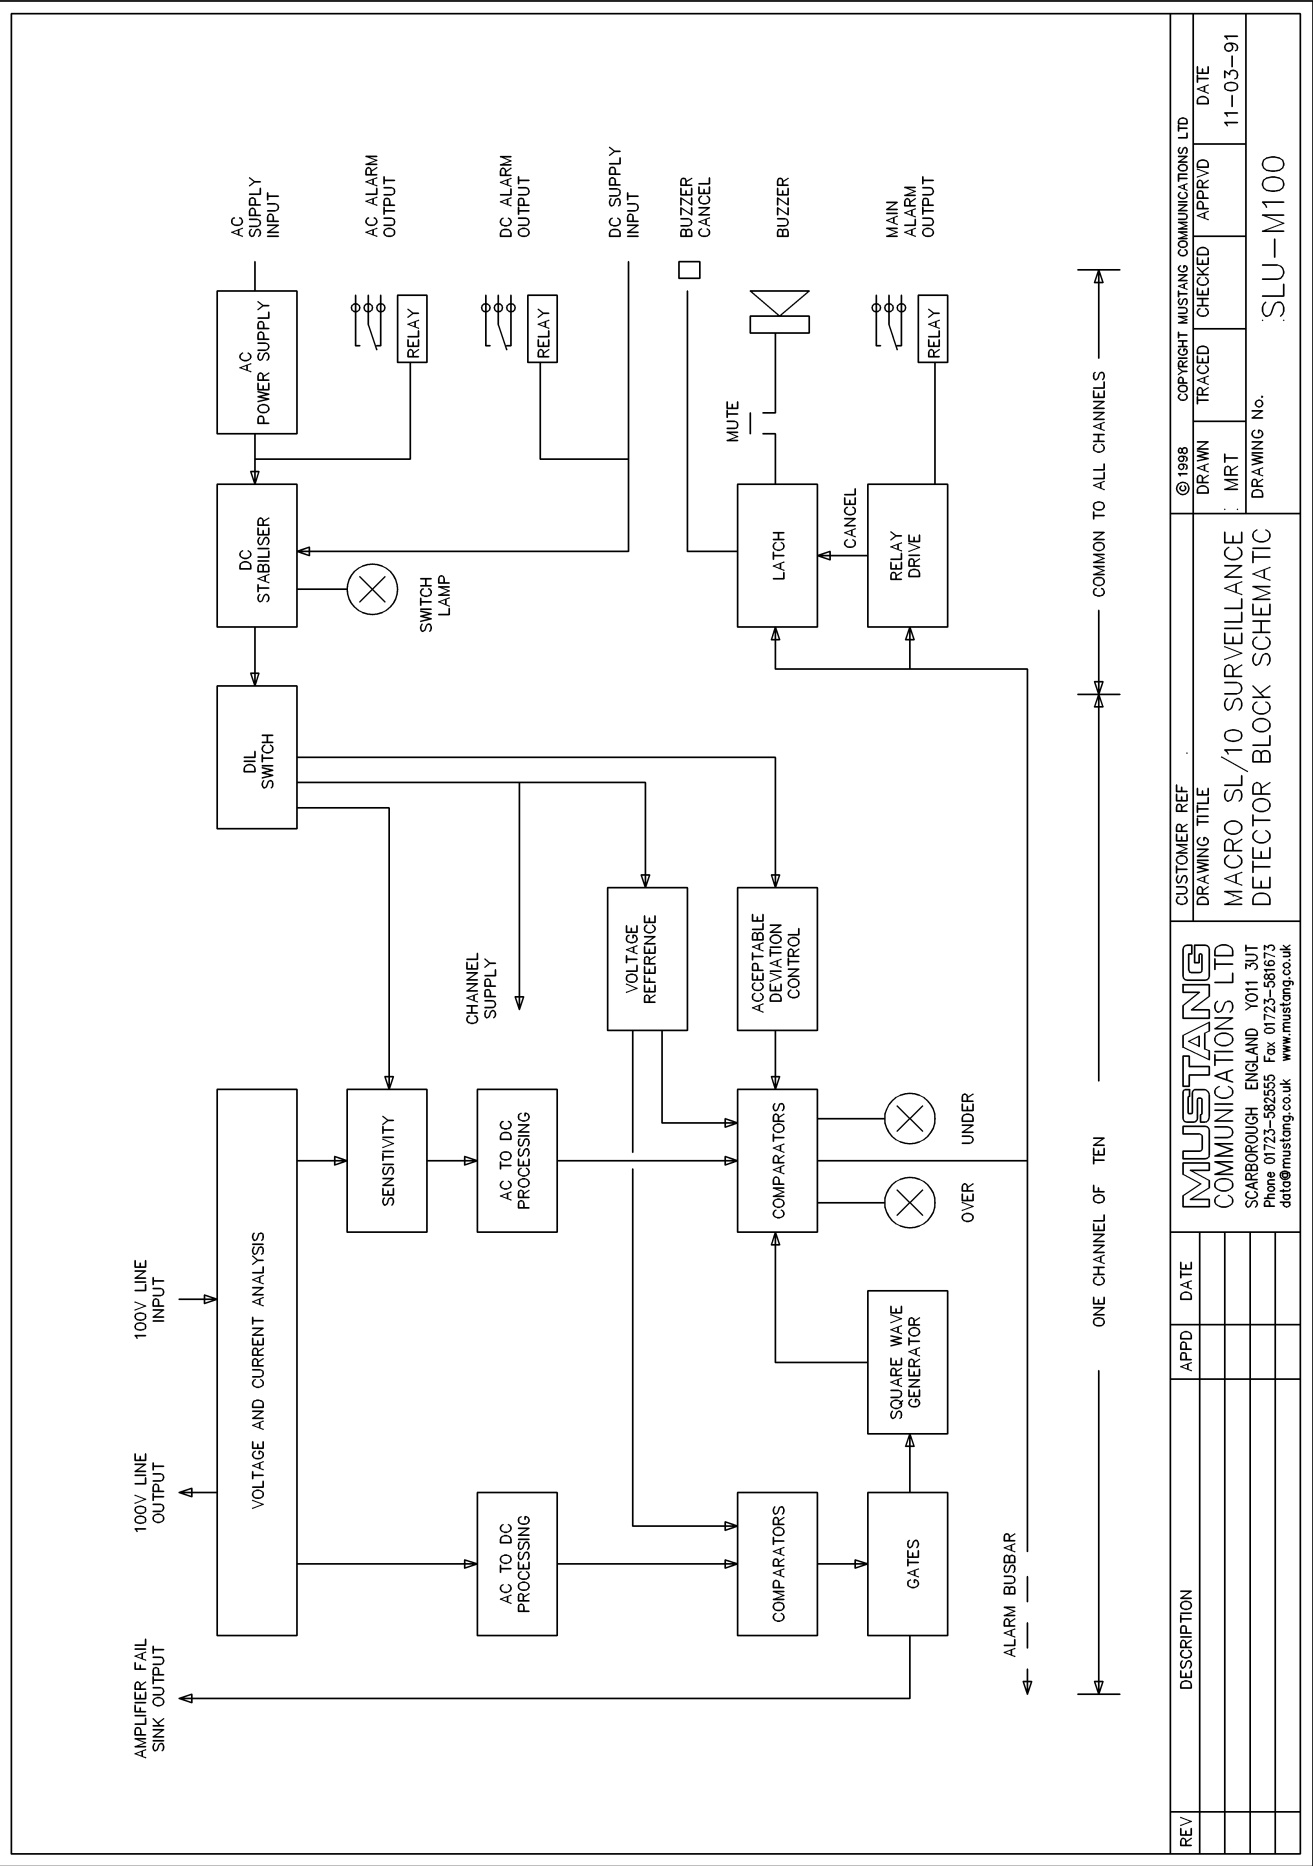 AMPLIFIER FAIL
SINK OUTPUT
100V LINE
OUTPUT
100V LINE
INPUT
VOLTAGE AND CURRENT ANALYSIS
DIL
SWITCH
DC
STABILISER
AC
POWER SUPPLY
AC
SUPPLY
INPUT
SENSITIVITY
SWITCH
LAMP
RELAY
AC ALARM
OUTPUT
AC TO DC
PROCESSING
AC TO DC
PROCESSING
CHANNEL
SUPPLY
RELAY
DC ALARM
OUTPUT
VOLTAGE
REFERENCE
DC SUPPLY
INPUT
BUZZER
CANCEL
COMPARATORS
COMPARATORS
ACCEPTABLE
DEVIATION
CONTROL
LATCH
MUTE
BUZZER
CANCEL
GATES
SQUARE WAVE
GENERATOR
OVER
UNDER
RELAY
DRIVE
RELAY
MAIN
ALARM
OUTPUT
ALARM BUSBAR
ONE CHANNEL OF TEN
COMMON TO ALL CHANNELS
REV
DESCRIPTION
APPD
DATE
MUSTANG
COMMUNICATIONS LTD
SCARBOROUGH ENGLAND YO11 3UT
Phone 01723-582555 Fax 01723-581673
data@mustang.co.uk www.mustang.co.uk
CUSTOMER REF
DRAWING TITLE
MACRO SL/10 SURVEILLANCE
DETECTOR BLOCK SCHEMATIC
© 1998 COPYRIGHT MUSTANG COMMUNICATIONS LTD
DRAWN TRACED CHECKED APPRVD DATE
MRT 11-03-91
DRAWING No.
SLU-M100